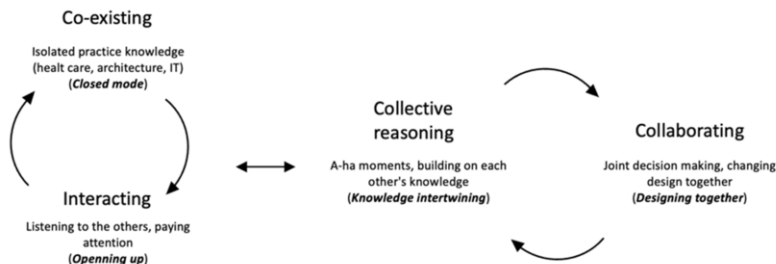 Co-existing
Isolated practice knowledge
(healt care, architecture, IT)
(Closed mode)
Interacting
Listening to the others, paying
attention
(Openning up)
Collective
reasoning
A-ha moments, building on each
other's knowledge
(Knowledge intertwining)
Collaborating
Joint decision making, changing
design together
(Designing together)